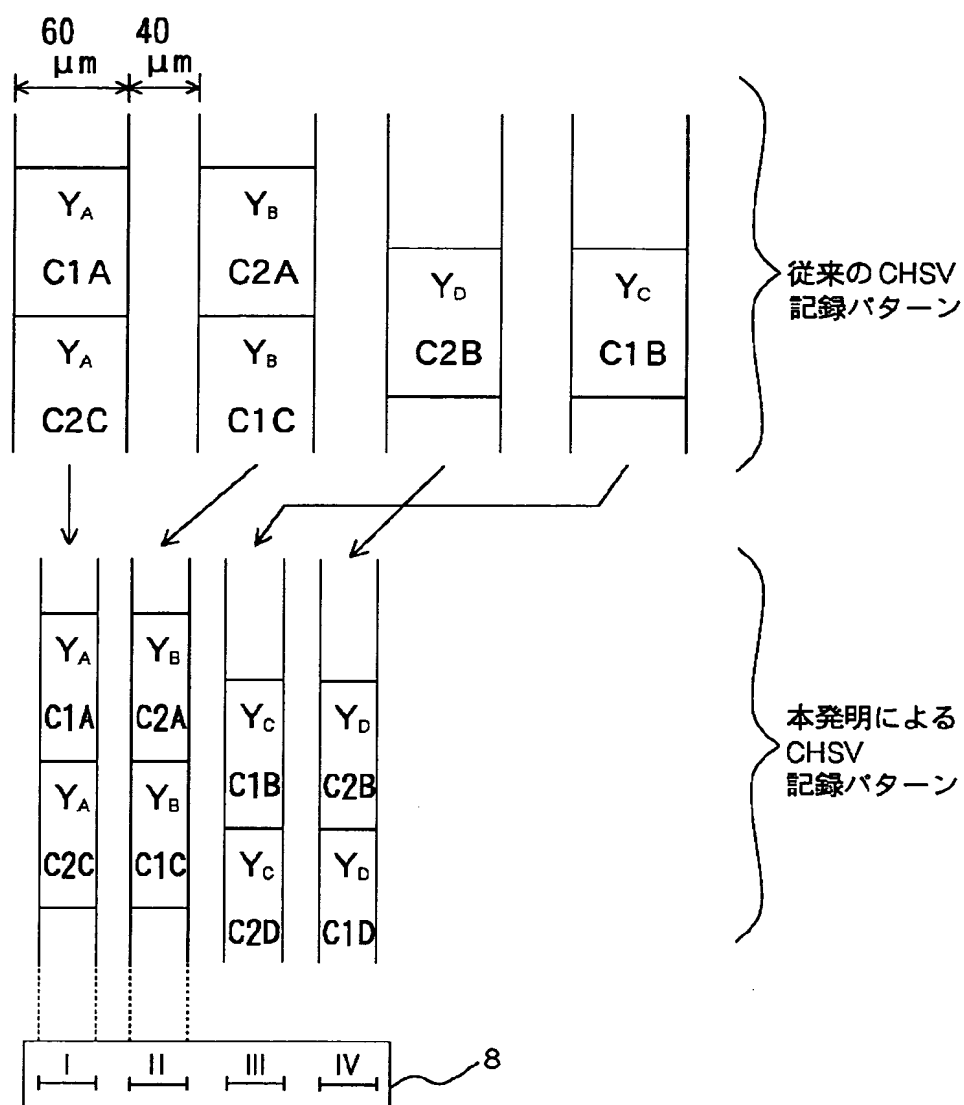 60 μm
40 μm
YA
YB
C1A
C2A
YD
YC
C2B
C1B
YA
YB
C2C
C1C
従来のCHSV
記録パターン
YA
YB
C1A
C2A
YC
YD
C1B
C2B
YA
YB
C2C
C1C
YC
YD
C2D
C1D
本発明による
CHSV
記録パターン
I
II
III
IV
8